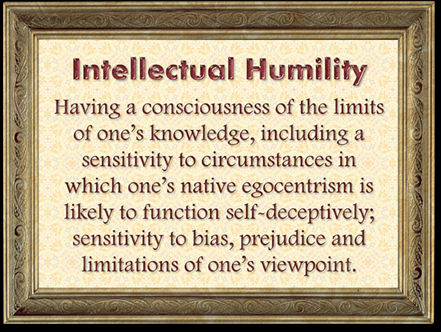 Intellectual Humility
Having a consciousness of the limits
of one's knowledge, including a
sensitivity to circumstances in
which one's native egocentrism is
likely to function self-deceptively;
sensitivity to bias, prejudice and
limitations of one's viewpoint.